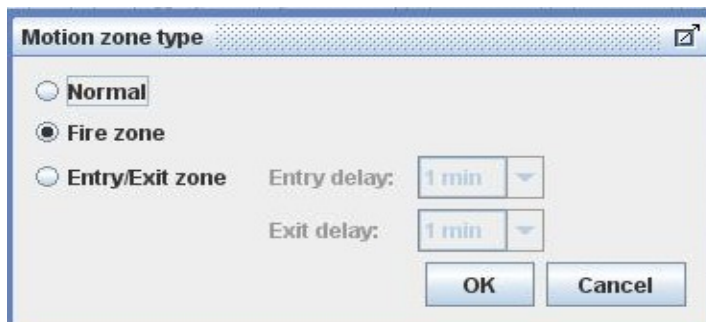 Motion zone type
Normal
Fire zone
Entry/Exit zone Entry delay: 1 min
Exit delay: 1 min
OK Cancel